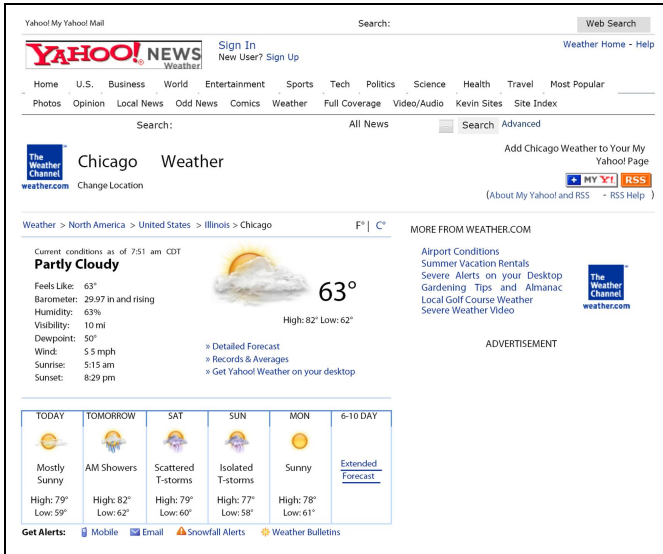 Yahoo! My Yahoo! Mail Search: Web Search
YAHOO! NEWS Weather
Sign In
New User? Sign Up
Weather Home - Help
Home U.S. Business World Entertainment Sports Tech Politics Science Health Travel Most Popular
Photos Opinion Local News Odd News Comics Weather Full Coverage Video/Audio Kevin Sites Site Index
Search: All News Search Advanced
The Weather Channel
weather.com
Chicago Weather
Change Location
Add Chicago Weather to Your My
Yahoo! Page
+ MY Y! RSS
(About My Yahoo! and RSS - RSS Help )
Weather > North America > United States > Illinois > Chicago F° | C°
Current conditions as of 7:51 am CDT
Partly Cloudy
Feels Like: 63°
Barometer: 29.97 in and rising
Humidity: 63%
Visibility: 10 mi
Dewpoint: 50°
Wind: S 5 mph
Sunrise: 5:15 am
Sunset: 8:29 pm
63°
High: 82° Low: 62°
» Detailed Forecast
» Records & Averages
» Get Yahoo! Weather on your desktop
MORE FROM WEATHER.COM
Airport Conditions
Summer Vacation Rentals
Severe Alerts on your Desktop
Gardening Tips and Almanac
Local Golf Course Weather
Severe Weather Video
The
Weather
Channel
weather.com
ADVERTISEMENT
TODAY TOMORROW SAT SUN MON 6-10 DAY
Mostly Sunny AM Showers Scattered T-storms Isolated T-storms Sunny Extended Forecast
High: 79° High: 82° High: 79° High: 77° High: 78°
Low: 59° Low: 62° Low: 60° Low: 58° Low: 61°
Get Alerts: Mobile Email Snowfall Alerts Weather Bulletins